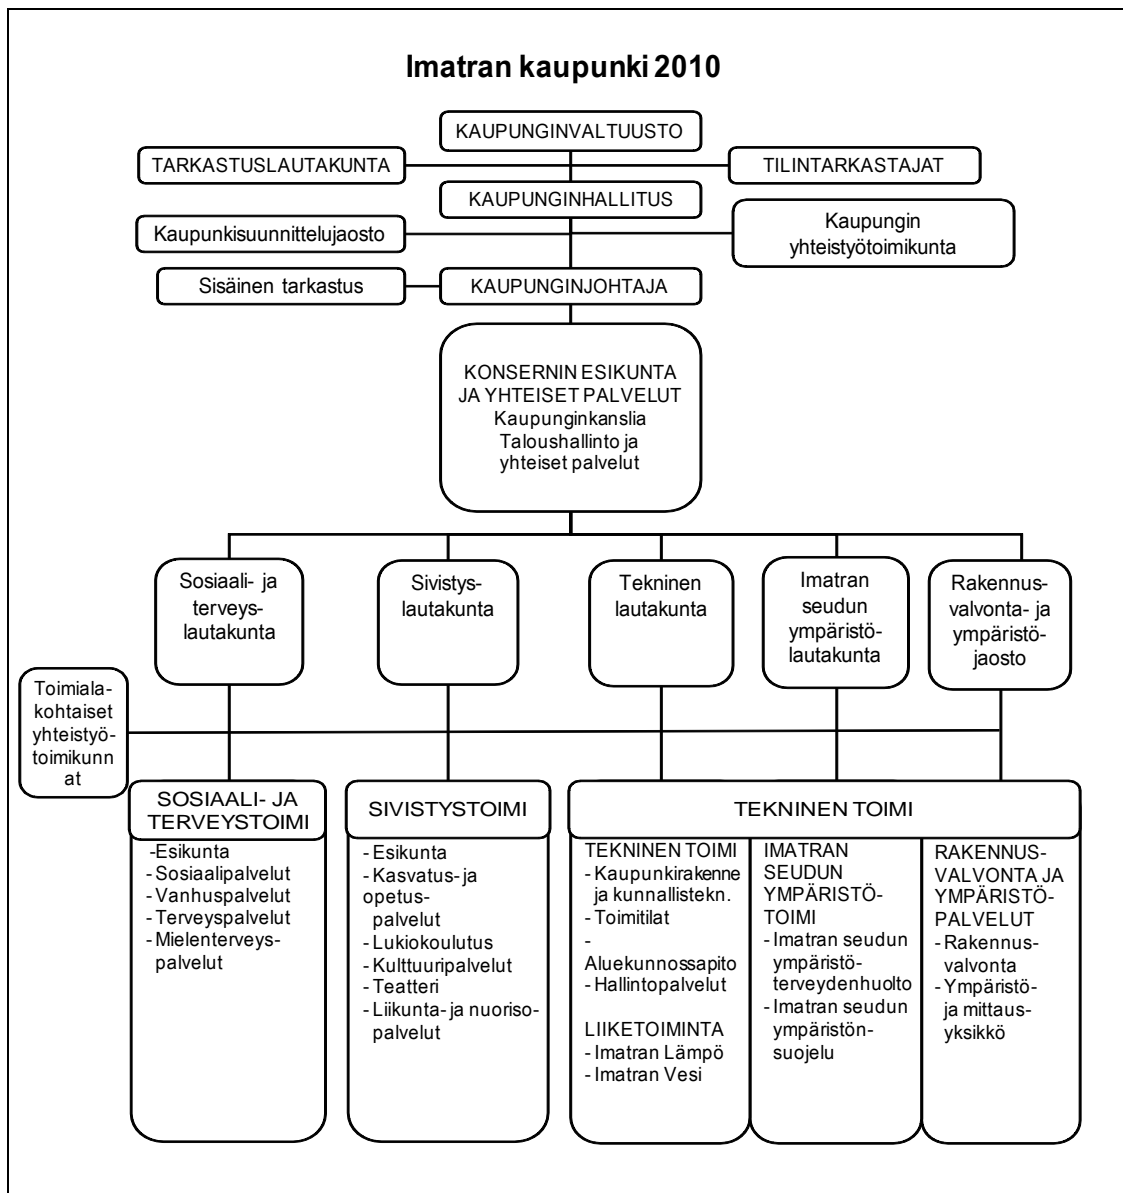 Imatran kaupunki 2010
KAUPUNGINVALTUUSTO
TARKASTUSLAUTAKUNTA
TILINTARKASTAJAT
KAUPUNGINHALLITUS
Kaupunkisuunnittelujaosto
Kaupungin
yhteistyötoimikunta
Sisäinen tarkastus
KAUPUNGINJOHTAJA
KONSERNIN ESIKUNTA
JA YHTEISET PALVELUT
Kaupunginkanslia
Taloushallinto ja
yhteiset palvelut
Sosiaali- ja
terveys-
lautakunta
Sivistys-
lautakunta
Tekninen
lautakunta
Imatran
seudun
ympäristö-
lautakunta
Rakennus-
valvonta- ja
ympäristö-
jaosto
Toimiala-
kohtaiset
yhteistyö-
toimikunn
at
SOSIAALI- JA
TERVEYSTOIMI
-Esikunta
- Sosiaalipalvelut
- Vanhuspalvelut
- Terveyspalvelut
- Mielenterveys-
palvelut
SIVISTYSTOIMI
- Esikunta
- Kasvatus- ja
opetus-
palvelut
- Lukiokoulutus
- Kulttuuripalvelut
- Teatteri
- Liikunta- ja nuoriso-
palvelut
TEKNINEN TOIMI
TEKNINEN TOIMI
- Kaupunkirakenne
ja kunnallistekn.
- Toimitilat
-
Aluekunnossapito
- Hallintopalvelut
LIIKETOIMINTA
- Imatran Lämpö
- Imatran Vesi
IMATRAN
SEUDUN
YMPÄRISTÖ-
TOIMI
- Imatran seudun
ympäristö-
terveydenhuolto
- Imatran seudun
ympäristön-
suojelu
RAKENNUS-
VALVONTA JA
YMPÄRISTÖ-
PALVELUT
- Rakennus-
valvonta
- Ympäristö-
ja mittaus-
yksikkö